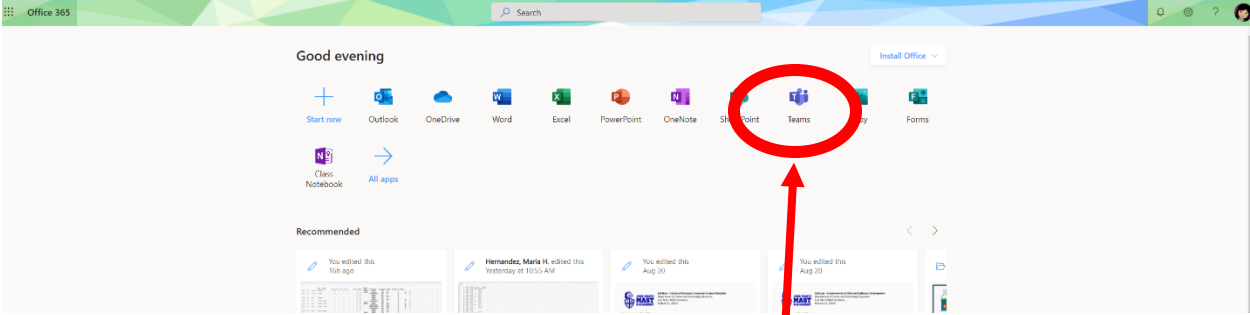 Office 365
Search
?
Good evening
Install Office
Start new
Outlook
OneDrive
Word
Excel
PowerPoint
OneNote
Teams
Forms
Class
Notebook
All apps
Recommended
You edited this
16h ago
Hernandez, Maria H. edited this
Yesterday at 10:55 AM
You edited this
Aug 20
You edited this
Aug 20
MAST
MAST